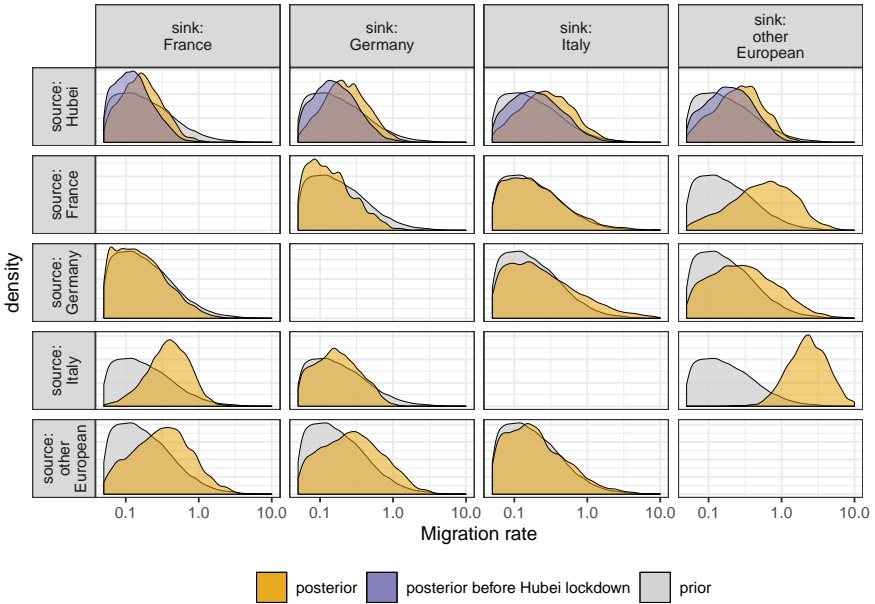 sink:
France
sink:
Germany
sink:
Italy
sink:
other
European
source:
Hubei
source:
France
source:
Germany
source:
Italy
source:
other
European
density
0.1 1.0 10.0
0.1 1.0 10.0
0.1 1.0 10.0
0.1 1.0 10.0
Migration rate
posterior posterior before Hubei lockdown prior